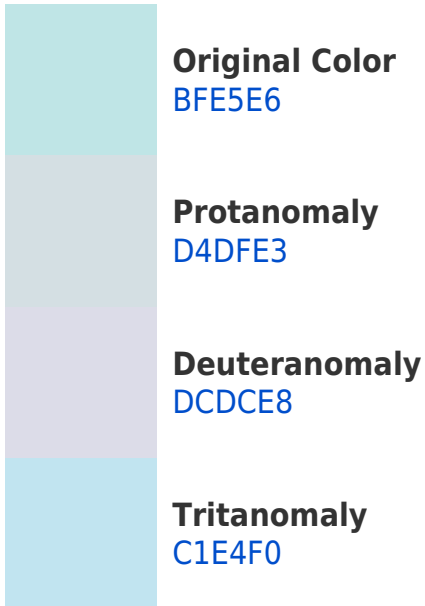 Original Color
BFE5E6
Protanomaly
D4DFE3
Deuteranomaly
DCDCE8
Tritanomaly
C1E4F0